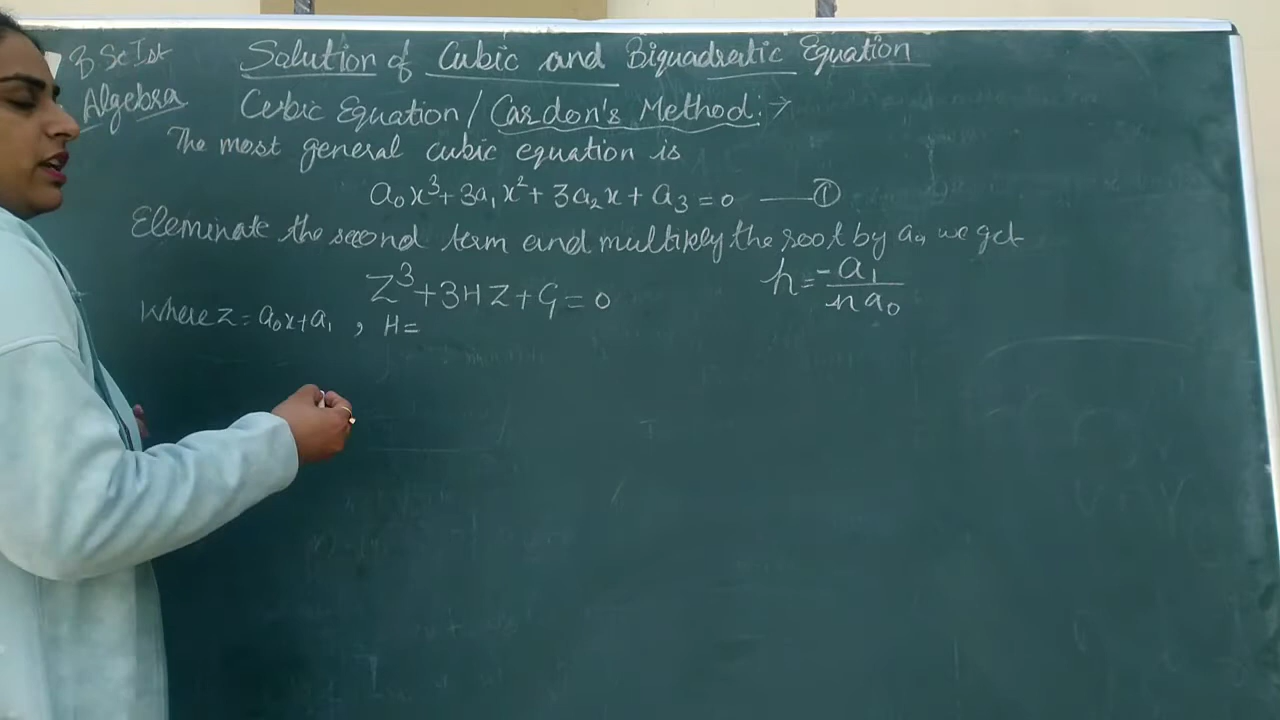 B Sc Ist
Algebra
Solution of Cubic and Biquadratic Equation
Cubic Equation / Cardon's Method :→
The most general cubic equation is
a₀x³+3a₁x²+3a₂x+a₃=0 —— ①
Eleminate the second term and multiply the root by a₀ we get
Z³+3HZ+G=0
h=-a₁/na₀
where z=a₀x+a₁ , H=